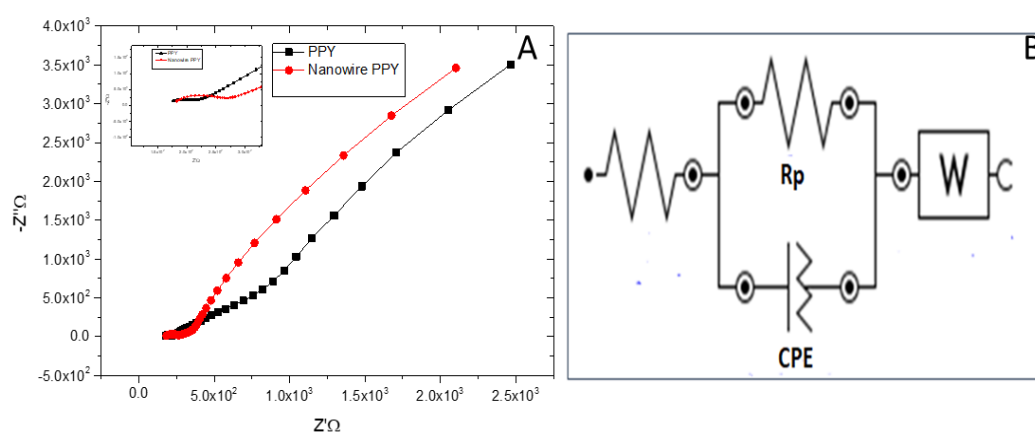 A
4.0x10³
3.5x10³
3.0x10³
2.5x10³
2.0x10³
1.5x10³
1.0x10³
5.0x10²
0.0
-5.0x10²
-Z''Ω
0.0
5.0x10²
1.0x10³
1.5x10³
2.0x10³
2.5x10³
Z'Ω
PPY
Nanowire PPY
PPY
Nanowire PPY
B
Rp
W
CPE